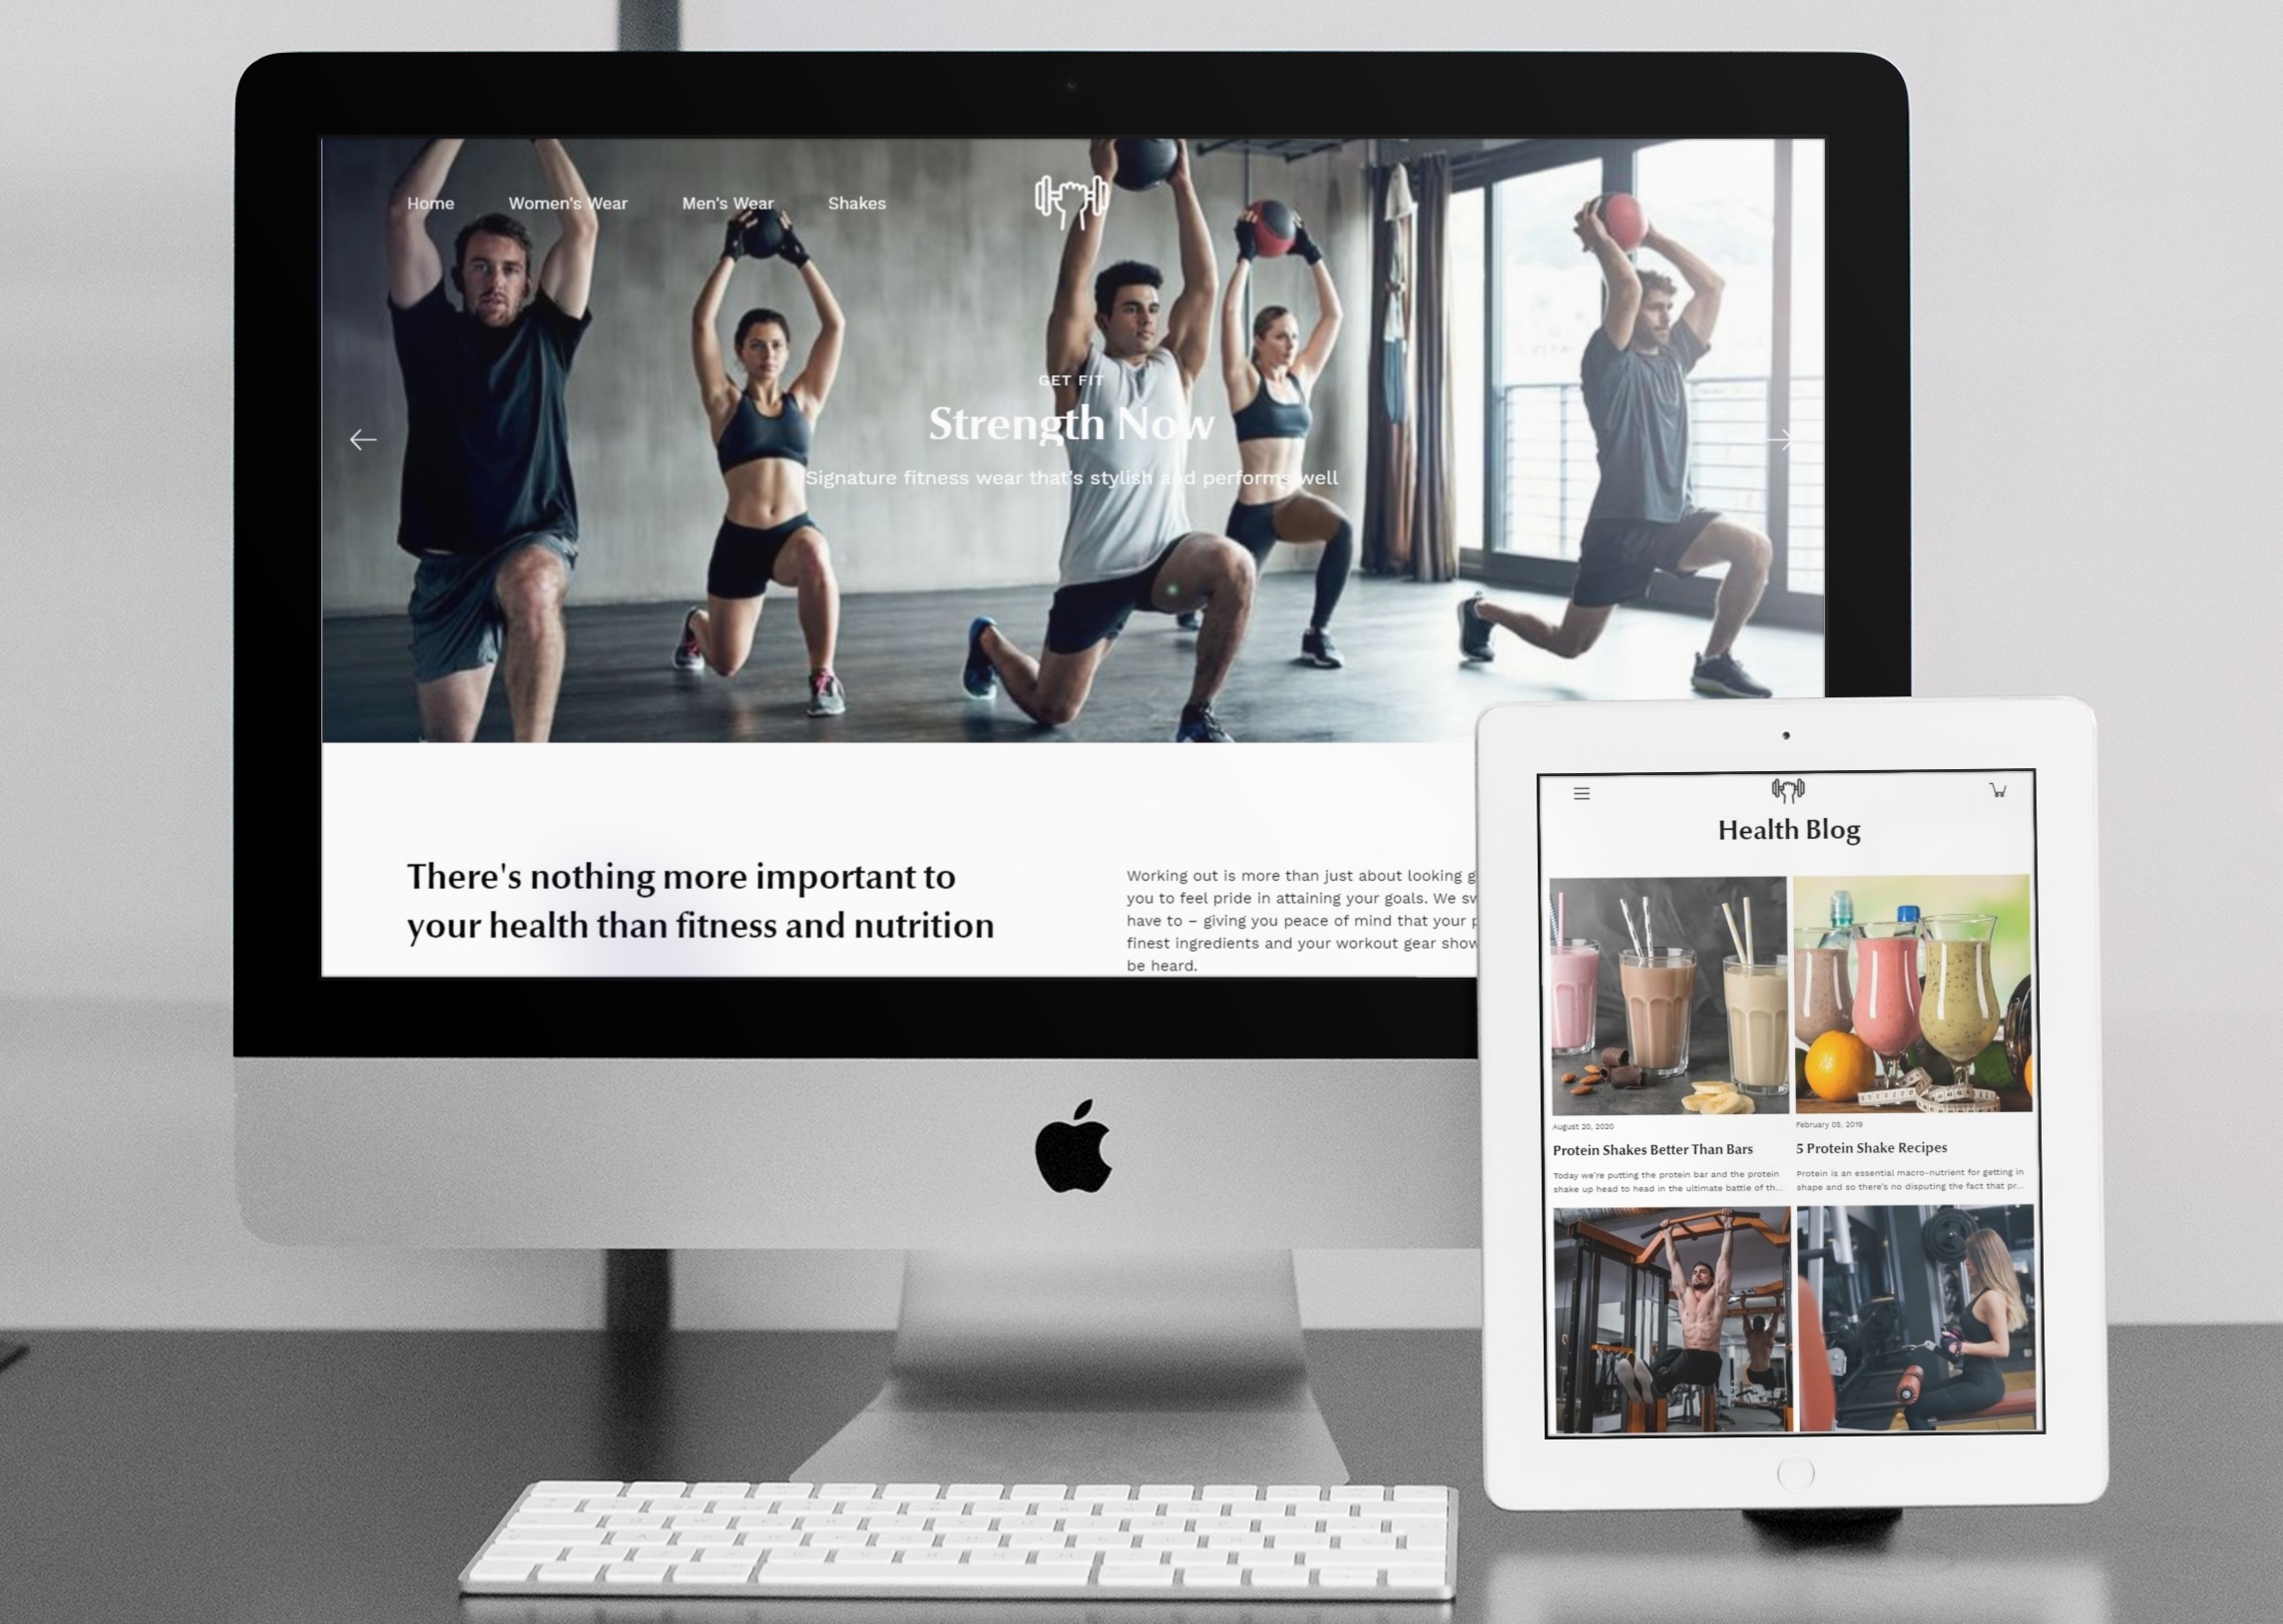 Home Women's Wear Men's Wear Shakes
GET FIT
Strength Now
Signature fitness wear that's stylish and performs well
There's nothing more important to
your health than fitness and nutrition
Working out is more than just about looking
you to feel pride in attaining your goals. We
have to – giving you peace of mind that your
finest ingredients and your workout gear
be heard.
Health Blog
August 20, 2020
Protein Shakes Better Than Bars
Today we're putting the protein bar and the protein
shake up head to head in the ultimate battle of th...
February 05, 2019
5 Protein Shake Recipes
Protein is an essential macro-nutrient for getting in
shape and so there's no disputing the fact that pr...